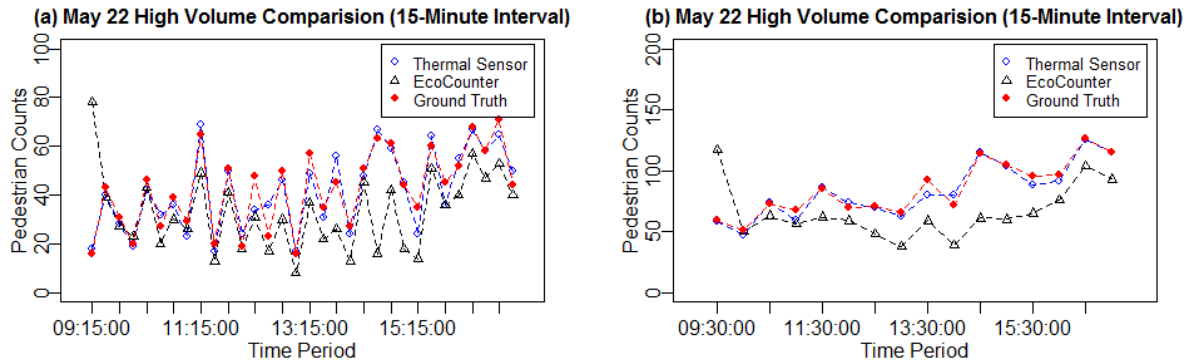 (a) May 22 High Volume Comparision (15-Minute Interval)
Pedestrian Counts
100
80
60
40
20
0
Thermal Sensor
EcoCounter
Ground Truth
09:15:00 11:15:00 13:15:00 15:15:00
Time Period
(b) May 22 High Volume Comparision (15-Minute Interval)
Pedestrian Counts
200
150
100
50
0
Thermal Sensor
EcoCounter
Ground Truth
09:30:00 11:30:00 13:30:00 15:30:00
Time Period